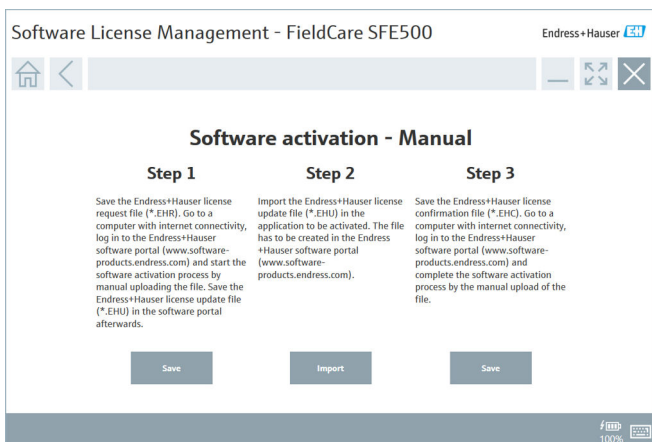 Software License Management - FieldCare SFE500
Endress+Hauser EH
Software activation - Manual
Step 1
Save the Endress+Hauser license
request file (*.EHR). Go to a
computer with internet connectivity,
log in to the Endress+Hauser
software portal (www.software-
products.endress.com) and start the
software activation process by
manual uploading the file. Save the
Endress+Hauser license update file
(*.EHU) in the software portal
afterwards.
Save
Step 2
Import the Endress+Hauser license
update file (*.EHU) in the
application to be activated. The file
has to be created in the Endress
+Hauser software portal
(www.software-
products.endress.com).
Import
Step 3
Save the Endress+Hauser license
confirmation file (*.EHC). Go to a
computer with internet connectivity,
log in to the Endress+Hauser
software portal (www.software-
products.endress.com) and
complete the software activation
process by the manual upload of the
file.
Save
100%